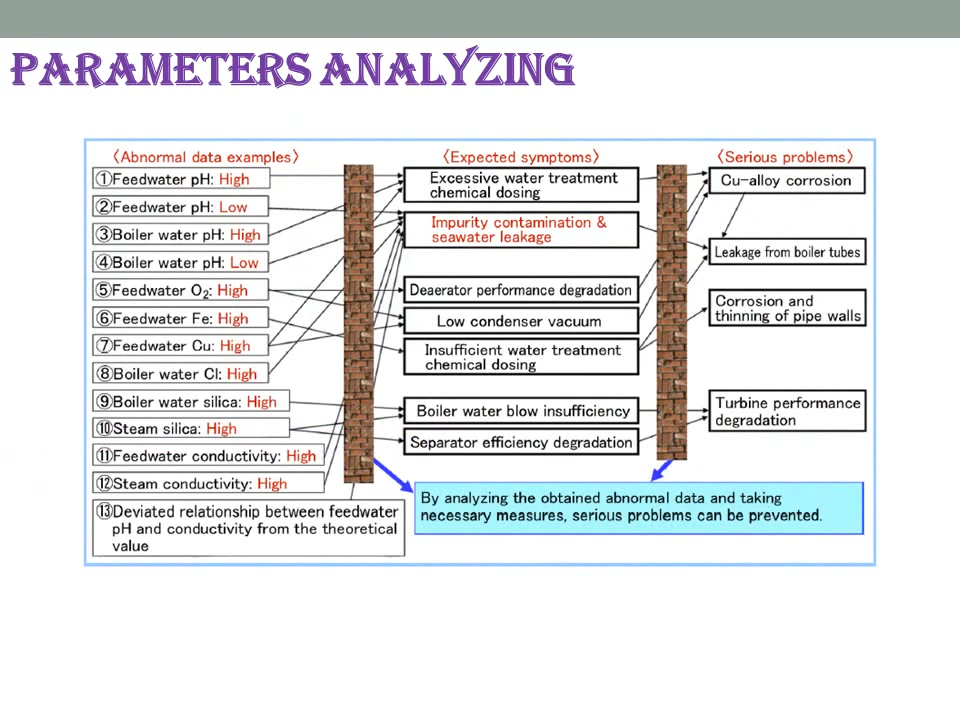 PARAMETERS ANALYZING
〈Abnormal data examples〉
①Feedwater pH: High
②Feedwater pH: Low
③Boiler water pH: High
④Boiler water pH: Low
⑤Feedwater O₂: High
⑥Feedwater Fe: High
⑦Feedwater Cu: High
⑧Boiler water Cl: High
⑨Boiler water silica: High
⑩Steam silica: High
⑪Feedwater conductivity: High
⑫Steam conductivity: High
⑬Deviated relationship between feedwater
pH and conductivity from the theoretical
value
〈Expected symptoms〉
Excessive water treatment
chemical dosing
Impurity contamination &
seawater leakage
Deaerator performance degradation
Low condenser vacuum
Insufficient water treatment
chemical dosing
Boiler water blow insufficiency
Separator efficiency degradation
〈Serious problems〉
Cu-alloy corrosion
Leakage from boiler tubes
Corrosion and
thinning of pipe walls
Turbine performance
degradation
By analyzing the obtained abnormal data and taking
necessary measures, serious problems can be prevented.